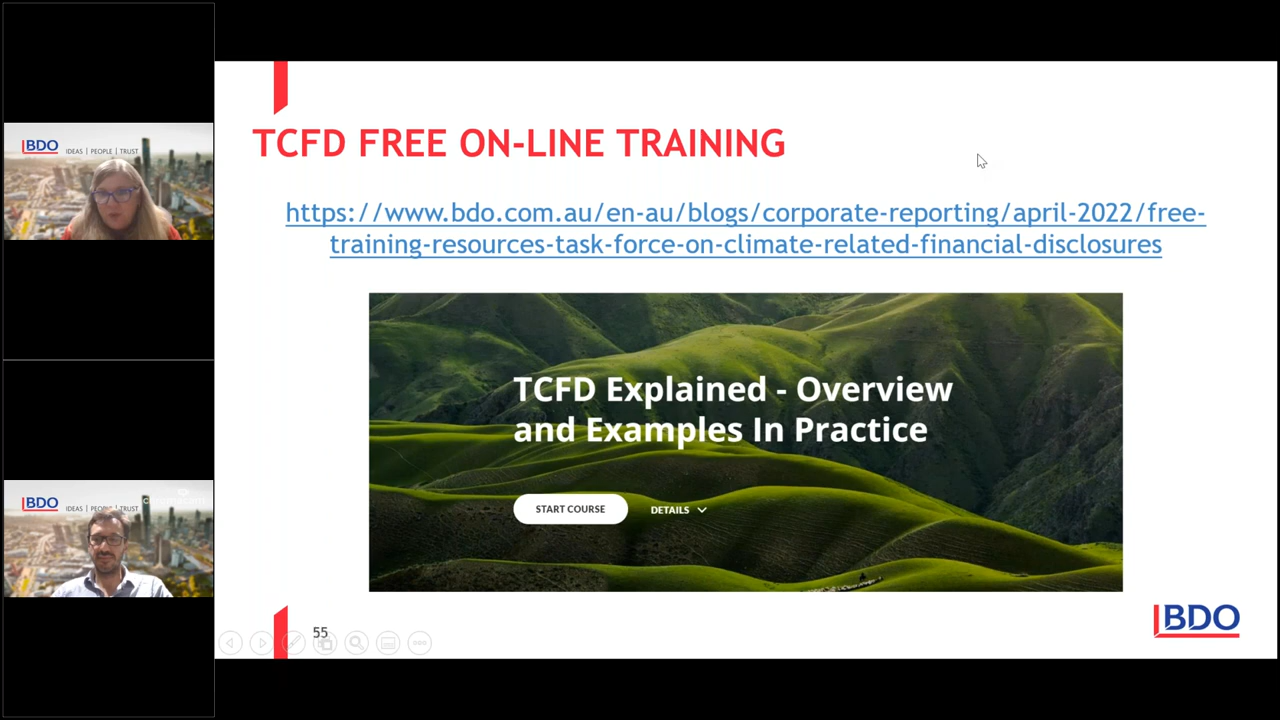 BDO
IDEAS | PEOPLE | TRUST
TCFD FREE ON-LINE TRAINING
https://www.bdo.com.au/en-au/blogs/corporate-reporting/april-2022/free-
training-resources-task-force-on-climate-related-financial-disclosures
TCFD Explained - Overview
and Examples In Practice
START COURSE
DETAILS
BDO
IDEAS | PEOPLE | TRUST
55
BDO